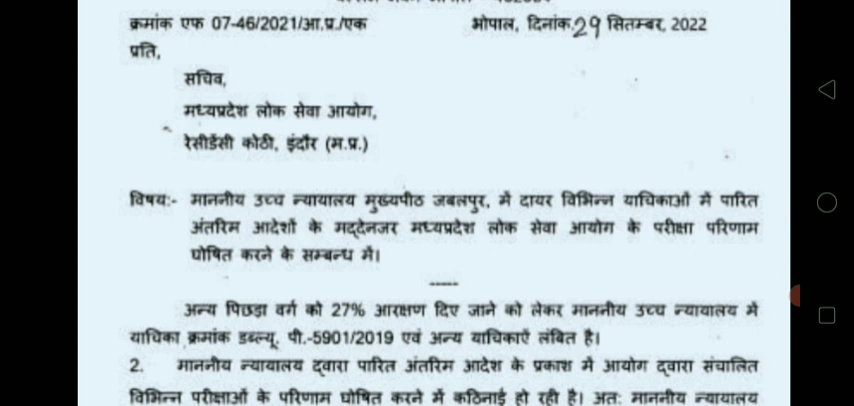 क्रमांक एफ 07-46/2021/आ.प्र./एक भोपाल, दिनांक 29 सितम्बर, 2022
प्रति,
सचिव,
मध्यप्रदेश लोक सेवा आयोग,
रेसीडेंसी कोठी, इंदौर (म.प्र.)
विषय:- माननीय उच्च न्यायालय मुख्यपीठ जबलपुर, में दायर विभिन्न याचिकाओं में पारित
अंतरिम आदेशों के मद्देनजर मध्यप्रदेश लोक सेवा आयोग के परीक्षा परिणाम
घोषित करने के सम्बन्ध में।
-----
अन्य पिछड़ा वर्ग को 27% आरक्षण दिए जाने को लेकर माननीय उच्च न्यायालय में
याचिका क्रमांक डब्ल्यू. पी.-5901/2019 एवं अन्य याचिकाएँ लंबित है।
2. माननीय न्यायालय द्वारा पारित अंतरिम आदेश के प्रकाश में आयोग द्वारा संचालित
विभिन्न परीक्षाओं के परिणाम घोषित करने में कठिनाई हो रही है। अतः माननीय न्यायालय